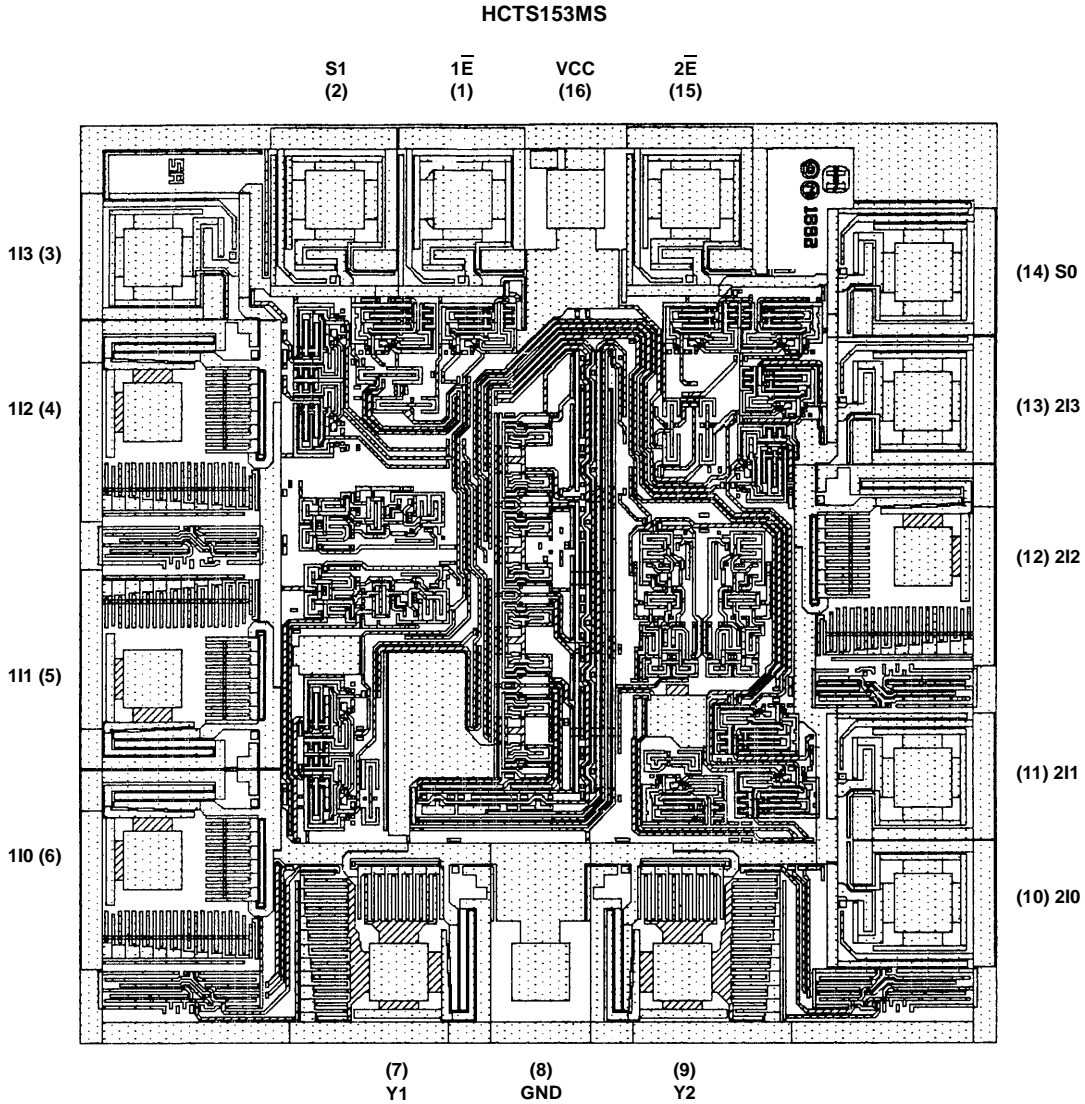 HCTS153MS
S1 1E̅ VCC 2E̅
(2) (1) (16) (15)
1I3 (3)
(14) S0
1I2 (4)
(13) 2I3
(12) 2I2
1I1 (5)
(11) 2I1
1I0 (6)
(10) 2I0
(7) (8) (9)
Y1 GND Y2